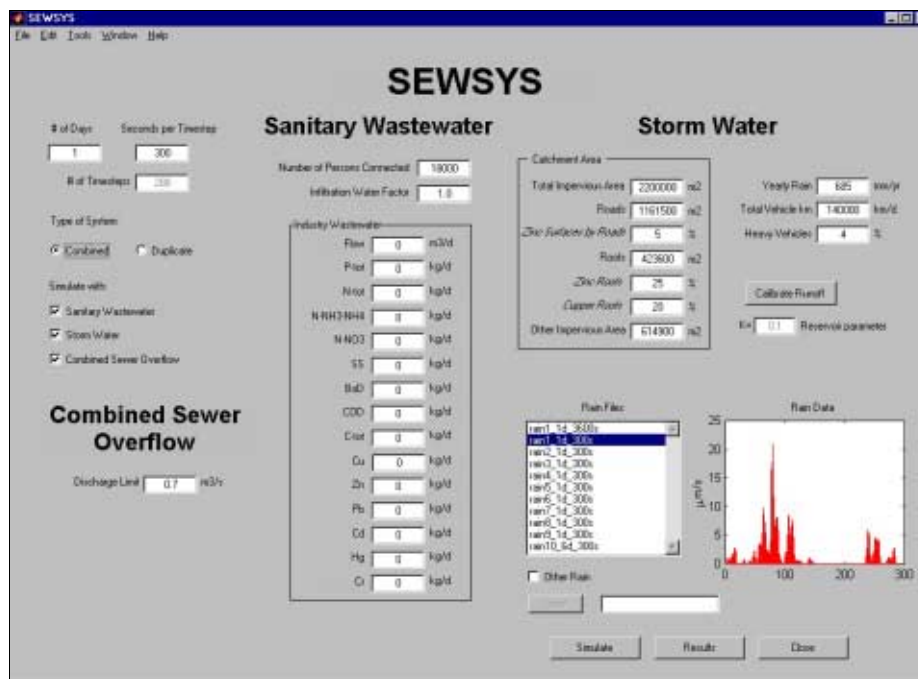 SEWSYS
File Edit Tools Window Help
SEWSYS
# of Days
Seconds per Timestep
1
300
# of Timesteps
288
Type of System:
Combined
Duplicate
Simulate with:
Sanitary Wastewater
Storm Water
Combined Sewer Overflow
Combined Sewer
Overflow
Discharge Limit 0.7 m3/s
Sanitary Wastewater
Number of Persons Connected 18000
Infiltration Water Factor 1.0
Industry Wastewater
Flow 0 m3/d
P-tot 0 kg/d
N-tot 0 kg/d
N-NH3-NH4 0 kg/d
N-NO3 0 kg/d
SS 0 kg/d
BoD 0 kg/d
COD 0 kg/d
C-tot 0 kg/d
Cu 0 kg/d
Zn 0 kg/d
Pb 0 kg/d
Cd 0 kg/d
Hg 0 kg/d
Cr 0 kg/d
Storm Water
Catchment Area
Total Impervious Area 2200000 m2
Roads 1161500 m2
Zinc Surfaces by Roads 5 %
Roofs 423600 m2
Zinc Roofs 25 %
Copper Roofs 20 %
Other Impervious Area 614900 m2
Yearly Rain 685 mm/yr
Total Vehicle km 140000 km/d
Heavy Vehicles 4 %
Calibrate Runoff
K= 0.1 Reservoir parameter
Rain Files
rain1_1d_3600s
rain1_1d_300s
rain2_1d_300s
rain3_1d_300s
rain4_1d_300s
rain5_1d_300s
rain6_1d_300s
rain7_1d_300s
rain8_1d_300s
rain9_1d_300s
rain10_6d_300s
Other Rain
Rain Data
25
20
15
10
5
0
µm/s
0 100 200 300
Simulate
Results
Close